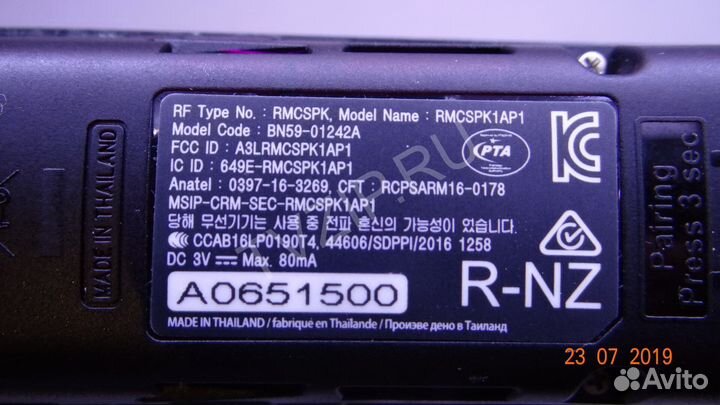 RF Type No. : RMCSPK, Model Name : RMCSPK1AP1
Model Code : BN59-01242A
FCC ID : A3LRMCSPK1AP1
IC ID : 649E-RMCSPK1AP1
Anatel : 0397-16-3269, CFT : RCPSARM16-0178
MSIP-CRM-SEC-RMCSPK1AP1
당해 무선기기는 사용 중 전파 혼신의 가능성이 있습니다
CCAB16LP0190T4, 44606/SDPPI/2016 1258
DC 3V Max. 80mA
PTA
A0651500
R-NZ
MADE IN THAILAND / fabriqué en Thaïlande / Произве дено в Таиланд
MADE IN THAILAND
Pairing
Press 3 sec
TVZIP.RU
23 07 2019
Avito